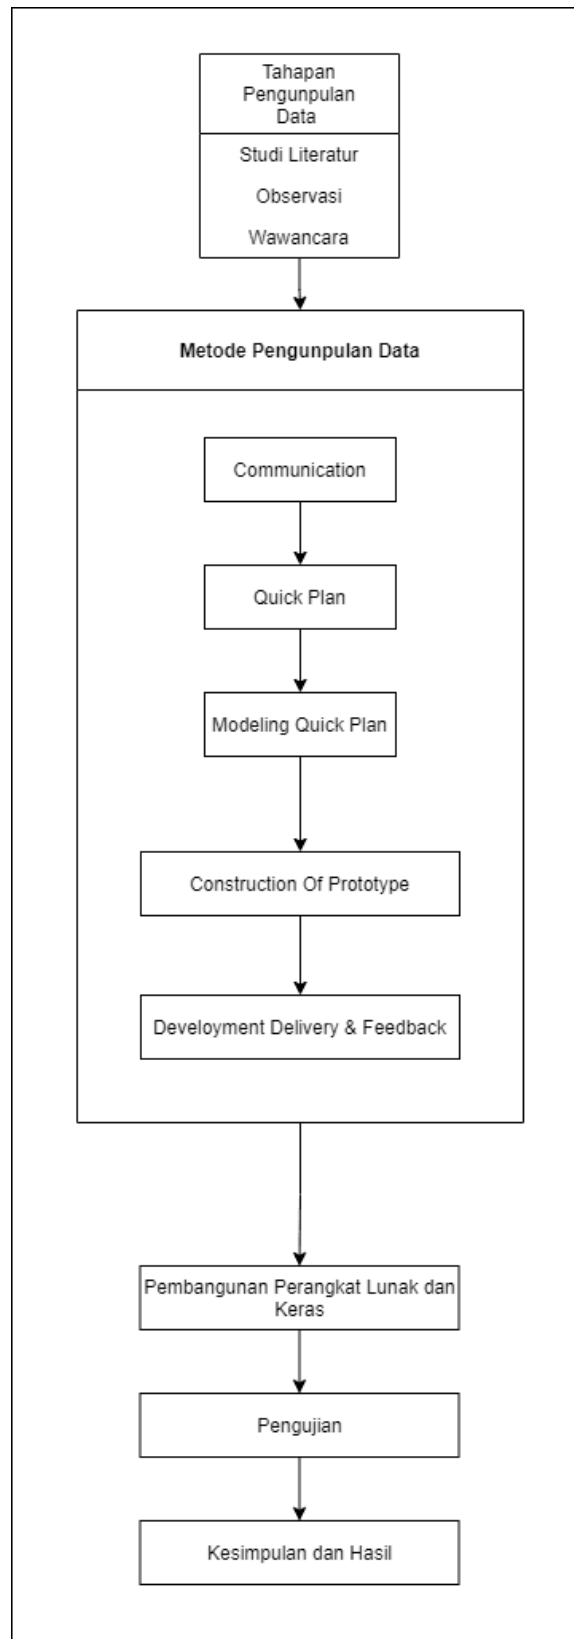 Tahapan
Pengunpulan
Data
Studi Literatur
Observasi
Wawancara
Metode Pengunpulan Data
Communication
Quick Plan
Modeling Quick Plan
Construction Of Prototype
Develoyment Delivery & Feedback
Pembangunan Perangkat Lunak dan
Keras
Pengujian
Kesimpulan dan Hasil